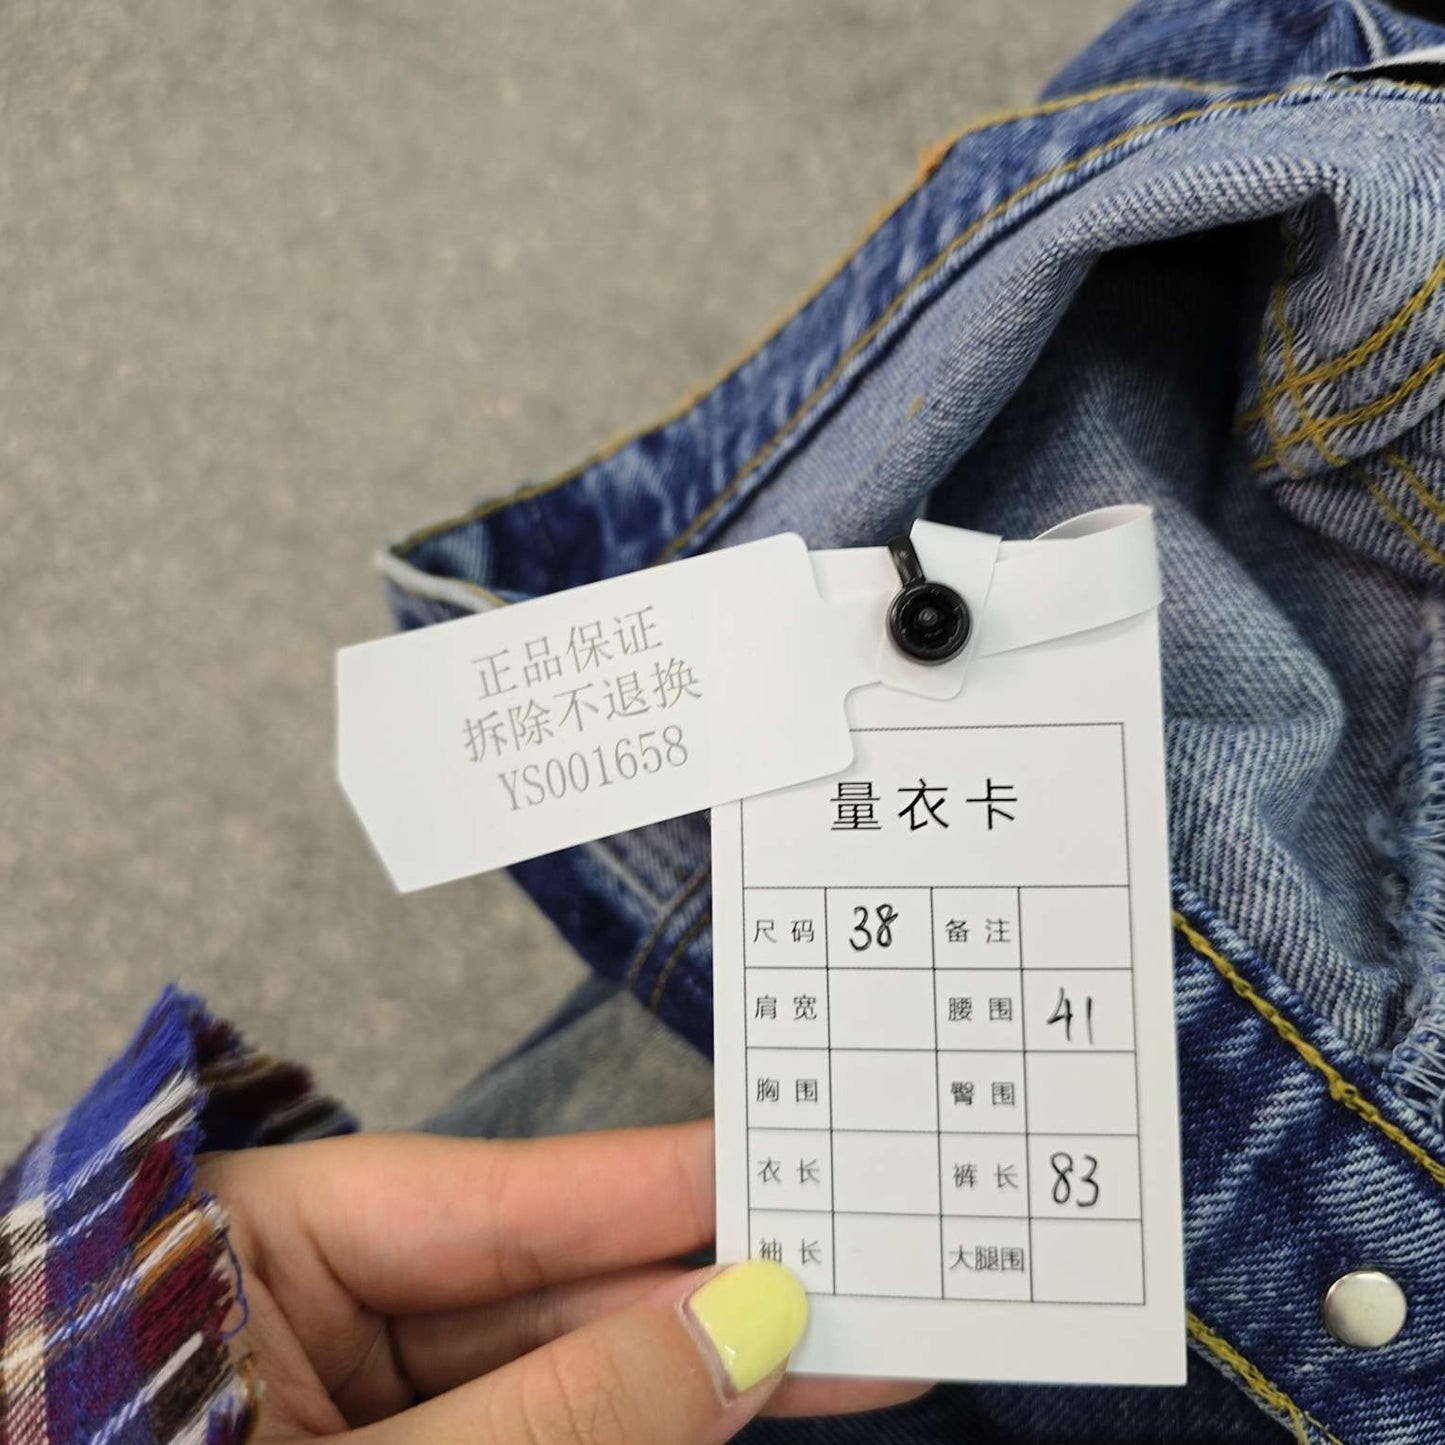 正品保证
拆除不退换
YS001658
量衣卡
尺码 38 备注
肩宽 腰围 41
胸围 臀围
衣长 裤长 83
袖长 大腿围